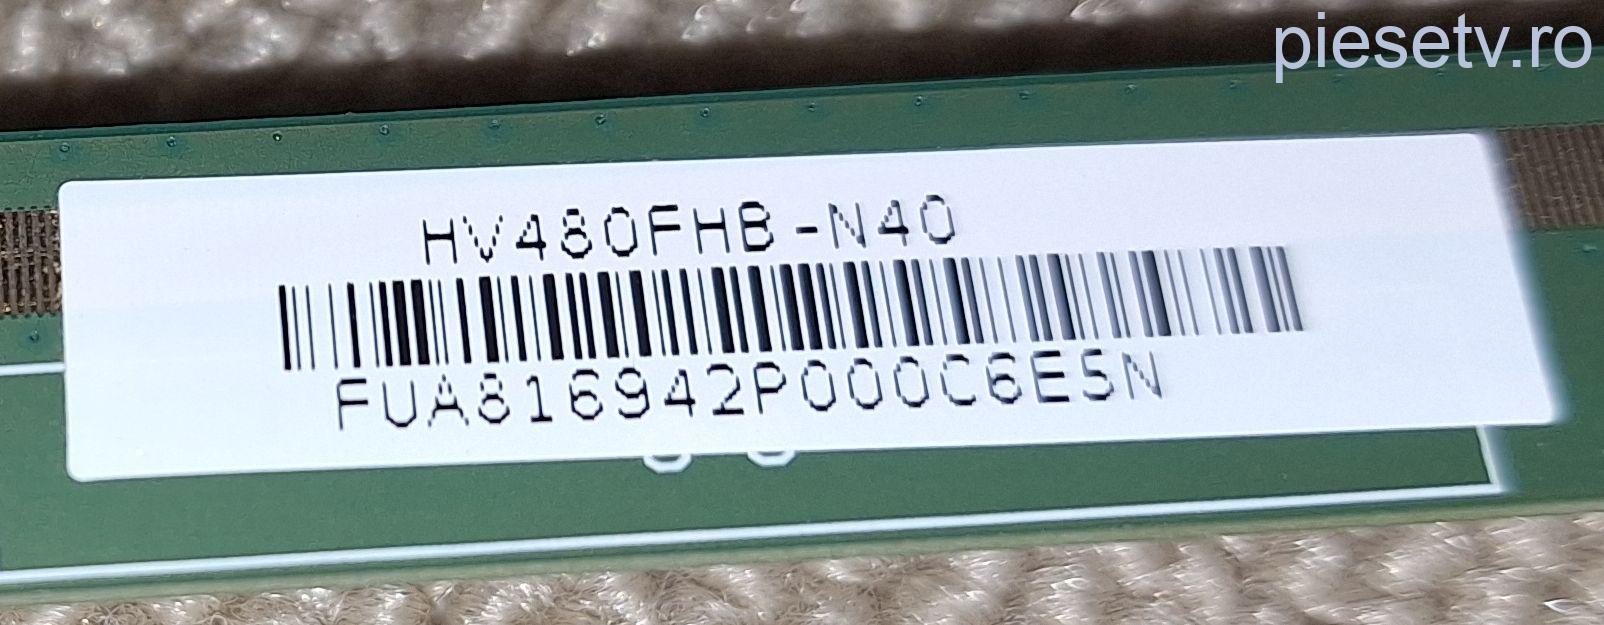 piesetv.ro
HV480FHB-N40
FUA816942P000C6E5N